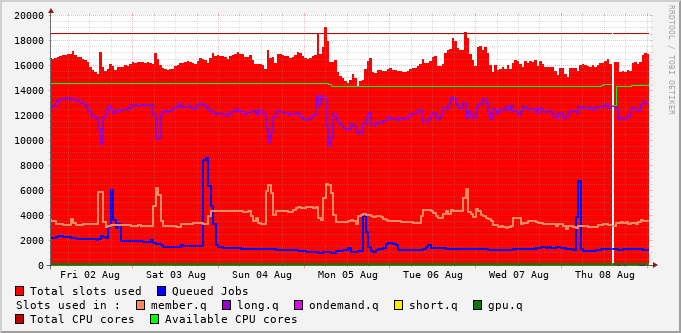 RRDTOOL / TOBI OETIKER
20000
18000
16000
14000
12000
10000
8000
6000
4000
2000
0
Fri 02 Aug Sat 03 Aug Sun 04 Aug Mon 05 Aug Tue 06 Aug Wed 07 Aug Thu 08 Aug
Total slots used Queued Jobs
Slots used in : member.q long.q ondemand.q short.q gpu.q
Total CPU cores Available CPU cores